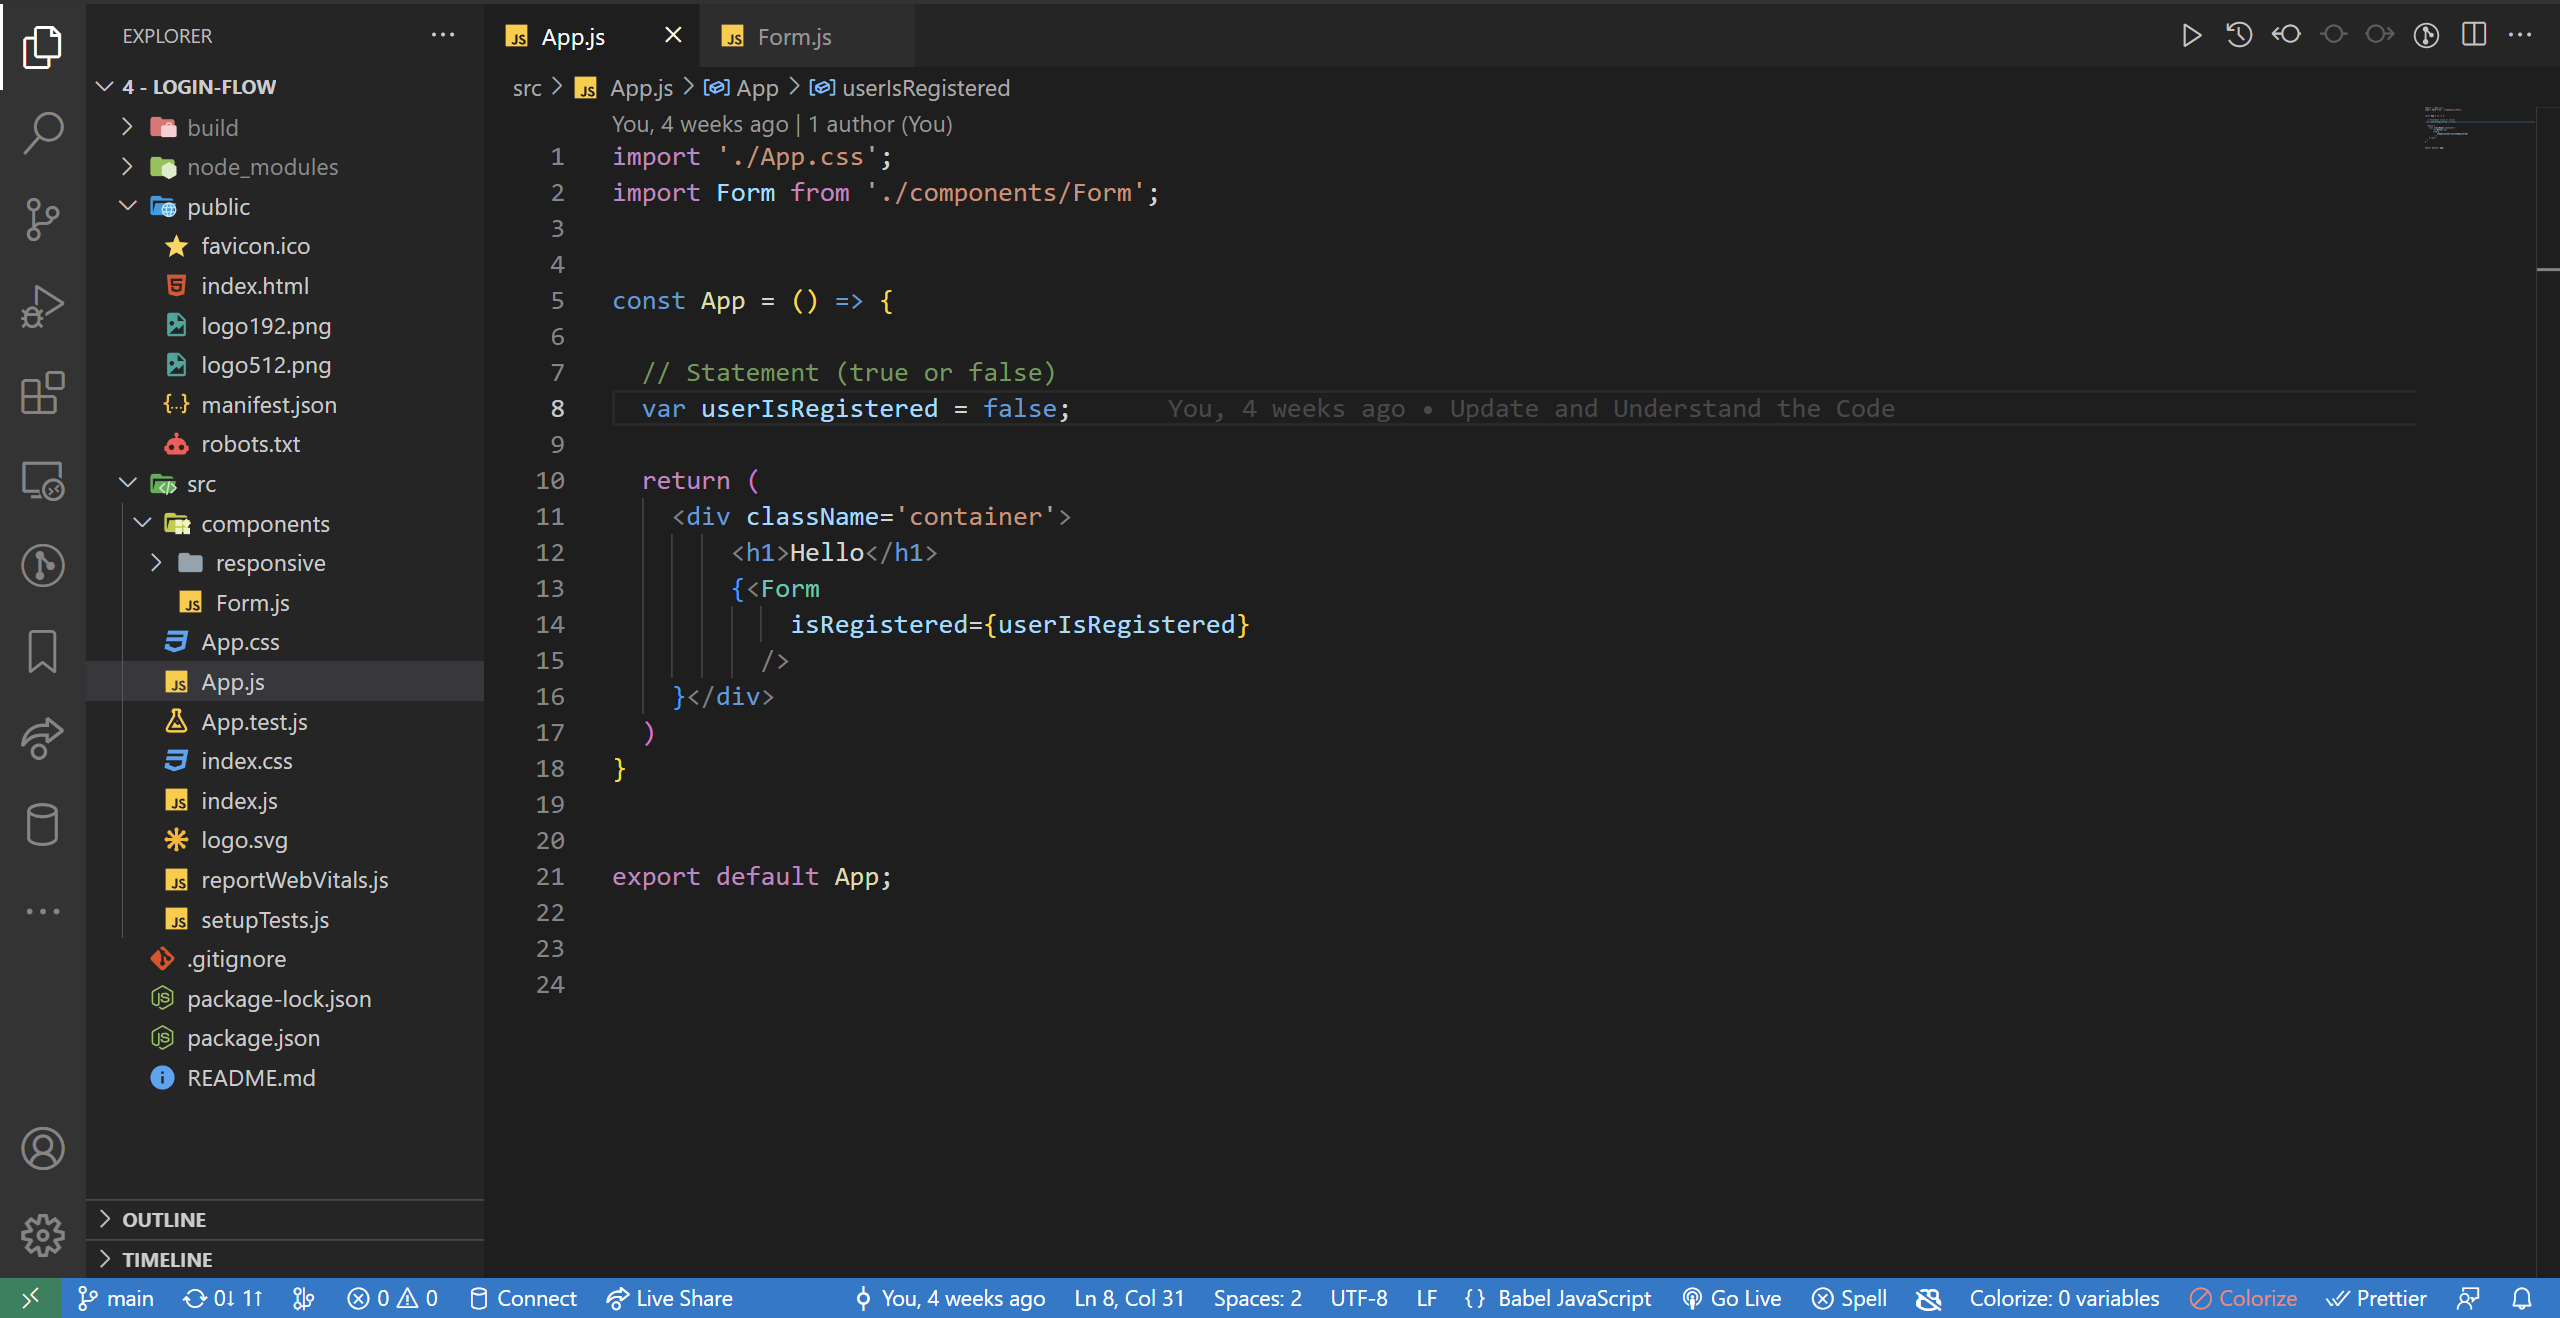 EXPLORER
4 - LOGIN-FLOW
build
node_modules
public
favicon.ico
index.html
logo192.png
logo512.png
manifest.json
robots.txt
src
components
responsive
Form.js
App.css
App.js
App.test.js
index.css
index.js
logo.svg
reportWebVitals.js
setupTests.js
.gitignore
package-lock.json
package.json
README.md
OUTLINE
TIMELINE
App.js
Form.js
src > App.js > App > userIsRegistered
You, 4 weeks ago | 1 author (You)
1 import './App.css';
2 import Form from './components/Form';
3
4
5 const App = () => {
6
7 // Statement (true or false)
8 var userIsRegistered = false; You, 4 weeks ago • Update and Understand the Code
9
10 return (
11 <div className='container'>
12 <h1>Hello</h1>
13 {<Form
14 isRegistered={userIsRegistered}
15 />
16 }</div>
17 )
18 }
19
20
21 export default App;
22
23
24
main 0↓ 1↑ 0 0 Connect Live Share You, 4 weeks ago Ln 8, Col 31 Spaces: 2 UTF-8 LF {} Babel JavaScript Go Live Spell Colorize: 0 variables Colorize Prettier